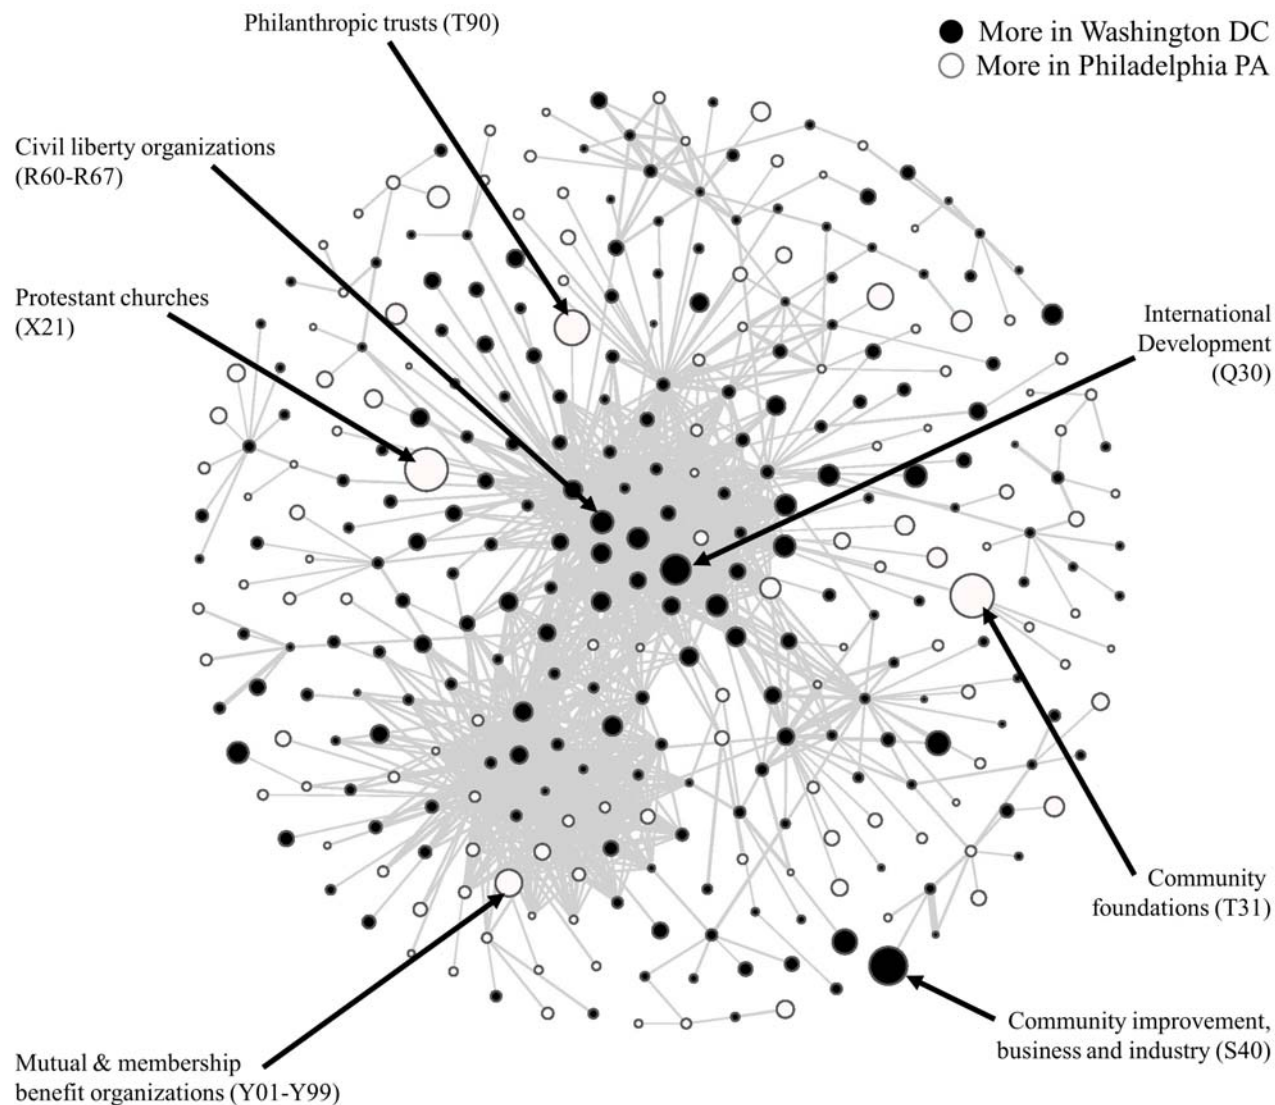 Philanthropic trusts (T90)
More in Washington DC
More in Philadelphia PA
Civil liberty organizations
(R60-R67)
Protestant churches
(X21)
International
Development
(Q30)
Community
foundations (T31)
Community improvement,
business and industry (S40)
Mutual & membership
benefit organizations (Y01-Y99)